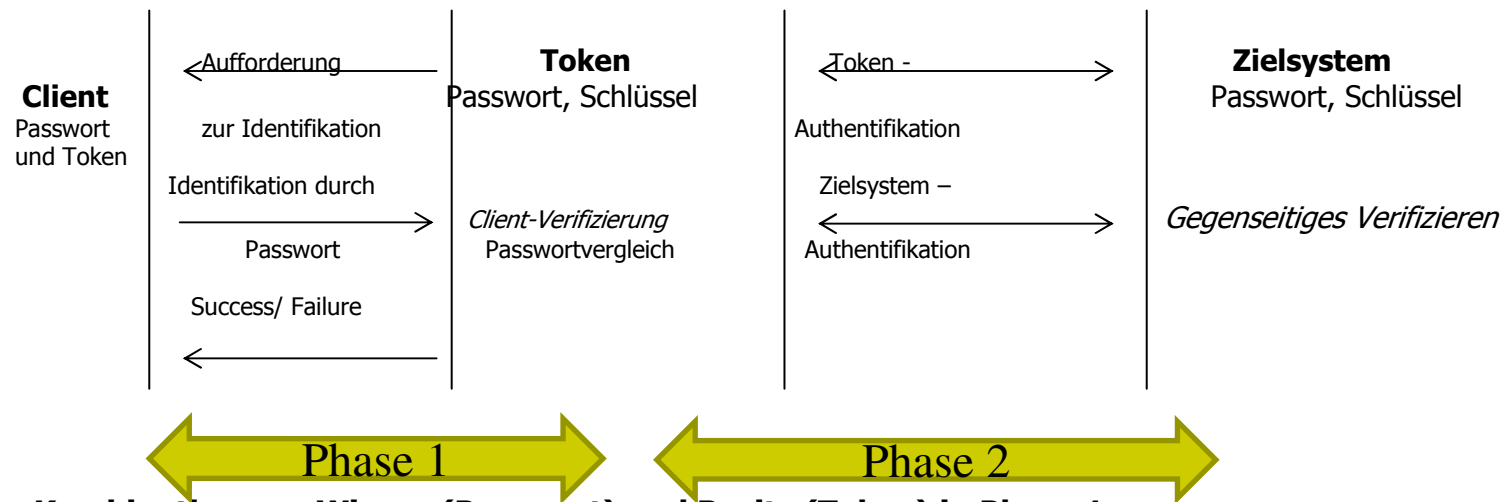 Client
Passwort
und Token
Aufforderung
zur Identifikation
Identifikation durch
Passwort
Success/ Failure
Token
Passwort, Schlüssel
Client-Verifizierung
Passwortvergleich
Token -
Authentifikation
Zielsystem –
Authentifikation
Zielsystem
Passwort, Schlüssel
Gegenseitiges Verifizieren
Phase 1
Phase 2